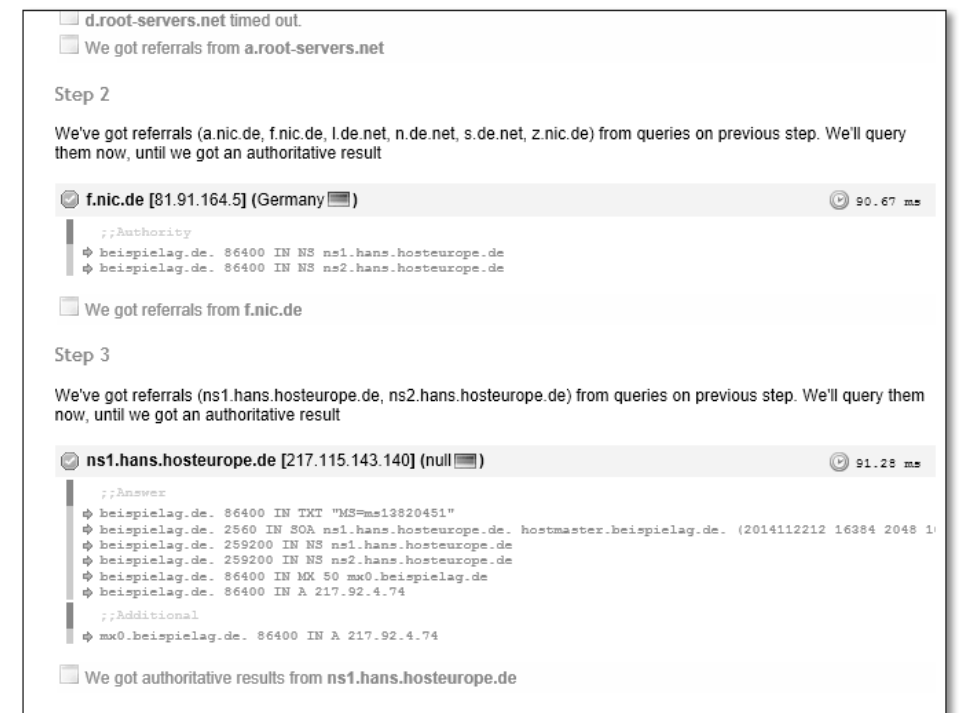 d.root-servers.net timed out.
We got referrals from a.root-servers.net
Step 2
We've got referrals (a.nic.de, f.nic.de, l.de.net, n.de.net, s.de.net, z.nic.de) from queries on previous step. We'll query
them now, until we got an authoritative result
f.nic.de [81.91.164.5] (Germany) 90.67 ms
;;Authority
beispielag.de. 86400 IN NS ns1.hans.hosteurope.de
beispielag.de. 86400 IN NS ns2.hans.hosteurope.de
We got referrals from f.nic.de
Step 3
We've got referrals (ns1.hans.hosteurope.de, ns2.hans.hosteurope.de) from queries on previous step. We'll query them
now, until we got an authoritative result
ns1.hans.hosteurope.de [217.115.143.140] (null) 91.28 ms
;;Answer
beispielag.de. 86400 IN TXT "MS=ms13820451"
beispielag.de. 2560 IN SOA ns1.hans.hosteurope.de. hostmaster.beispielag.de. (2014112212 16384 2048
beispielag.de. 259200 IN NS ns1.hans.hosteurope.de
beispielag.de. 259200 IN NS ns2.hans.hosteurope.de
beispielag.de. 86400 IN MX 50 mx0.beispielag.de
beispielag.de. 86400 IN A 217.92.4.74
;;Additional
mx0.beispielag.de. 86400 IN A 217.92.4.74
We got authoritative results from ns1.hans.hosteurope.de